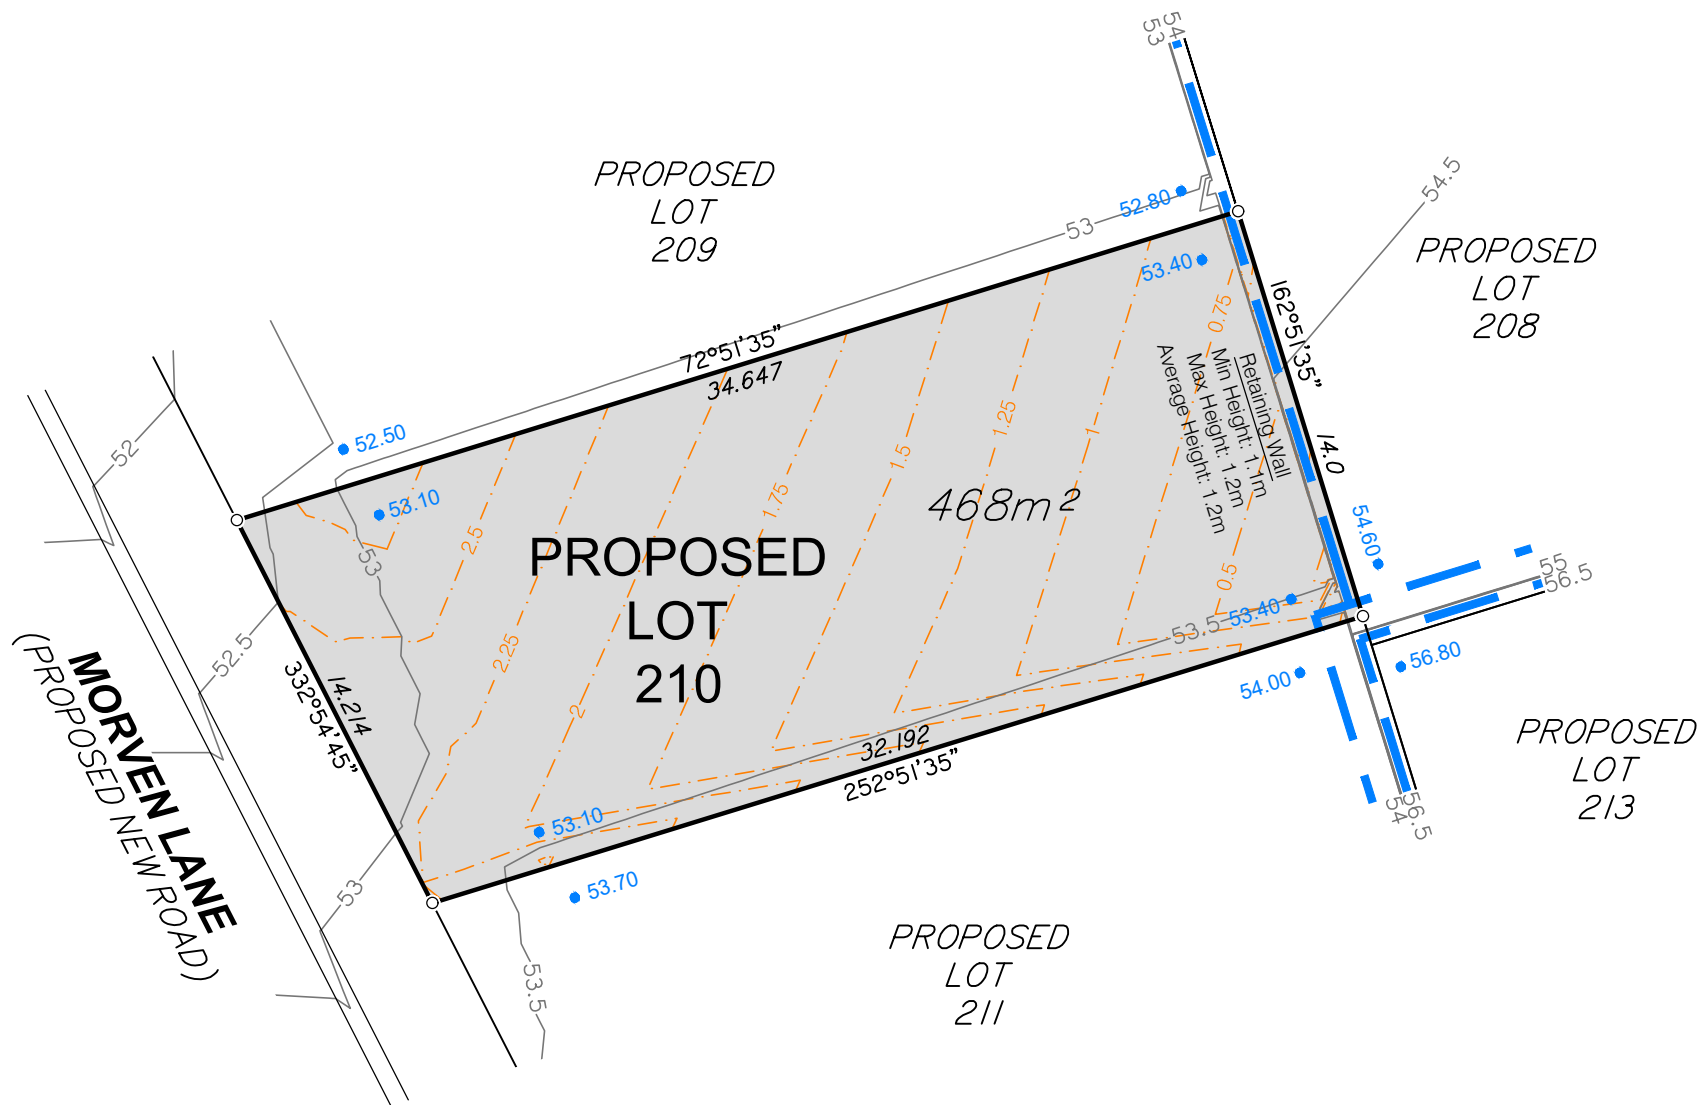 54
53
PROPOSED
LOT
209
52.80
53
54.5
PROPOSED
LOT
208
53.40
72°51'35"
34.647
0.75
162°51'35"
Retaining Wall
Min Height: 1.1m
Max Height: 1.2m
Average Height: 1.2m
52.50
52
53.10
1.25
1
1.5
14.0
468m²
1.75
2.5
54.60
53
PROPOSED
LOT
210
0.5
53.40
53.5
55
56.5
52.5
2.25
2
56.80
54.00
14.214
332°54'45"
32.192
252°51'35"
MORVEN LANE
(PROPOSED NEW ROAD)
PROPOSED
LOT
213
53.10
54
56.5
53
53.70
53.5
PROPOSED
LOT
211